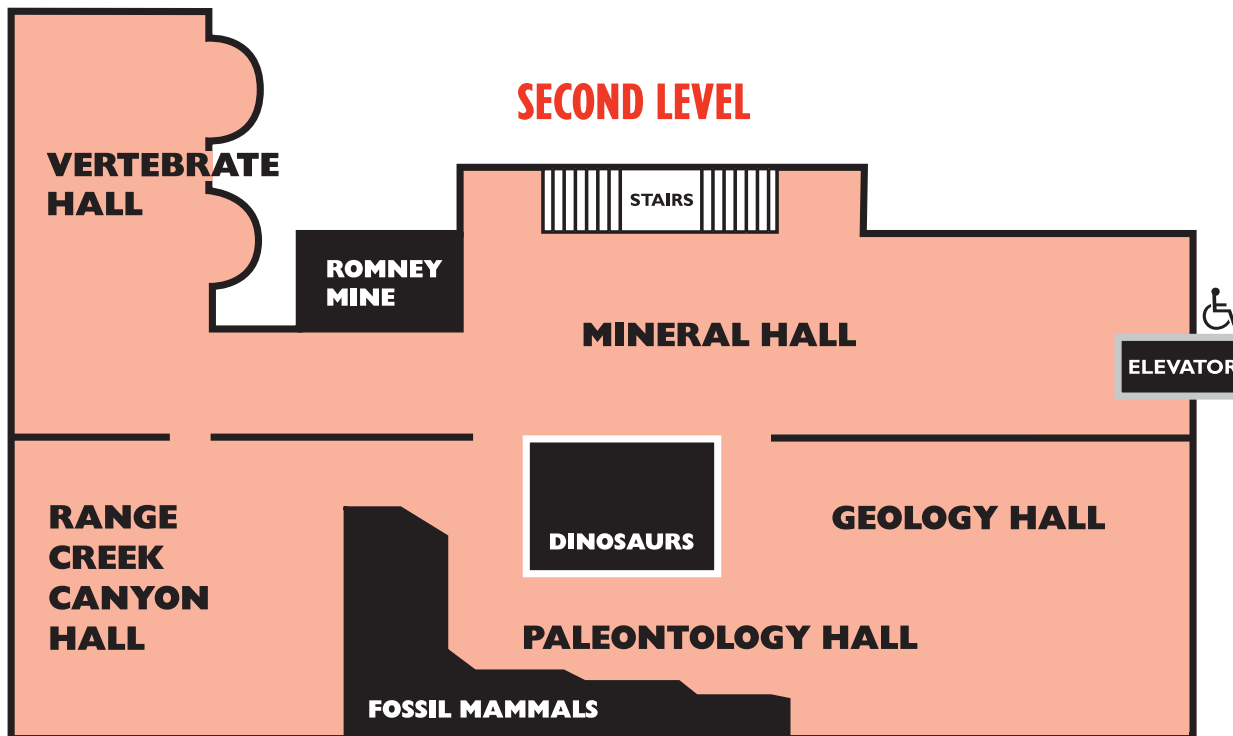 SECOND LEVEL
VERTEBRATE
HALL
STAIRS
ROMNEY
MINE
MINERAL HALL
ELEVATOR
RANGE
CREEK
CANYON
HALL
GEOLOGY HALL
DINOSAURS
PALEONTOLOGY HALL
FOSSIL MAMMALS